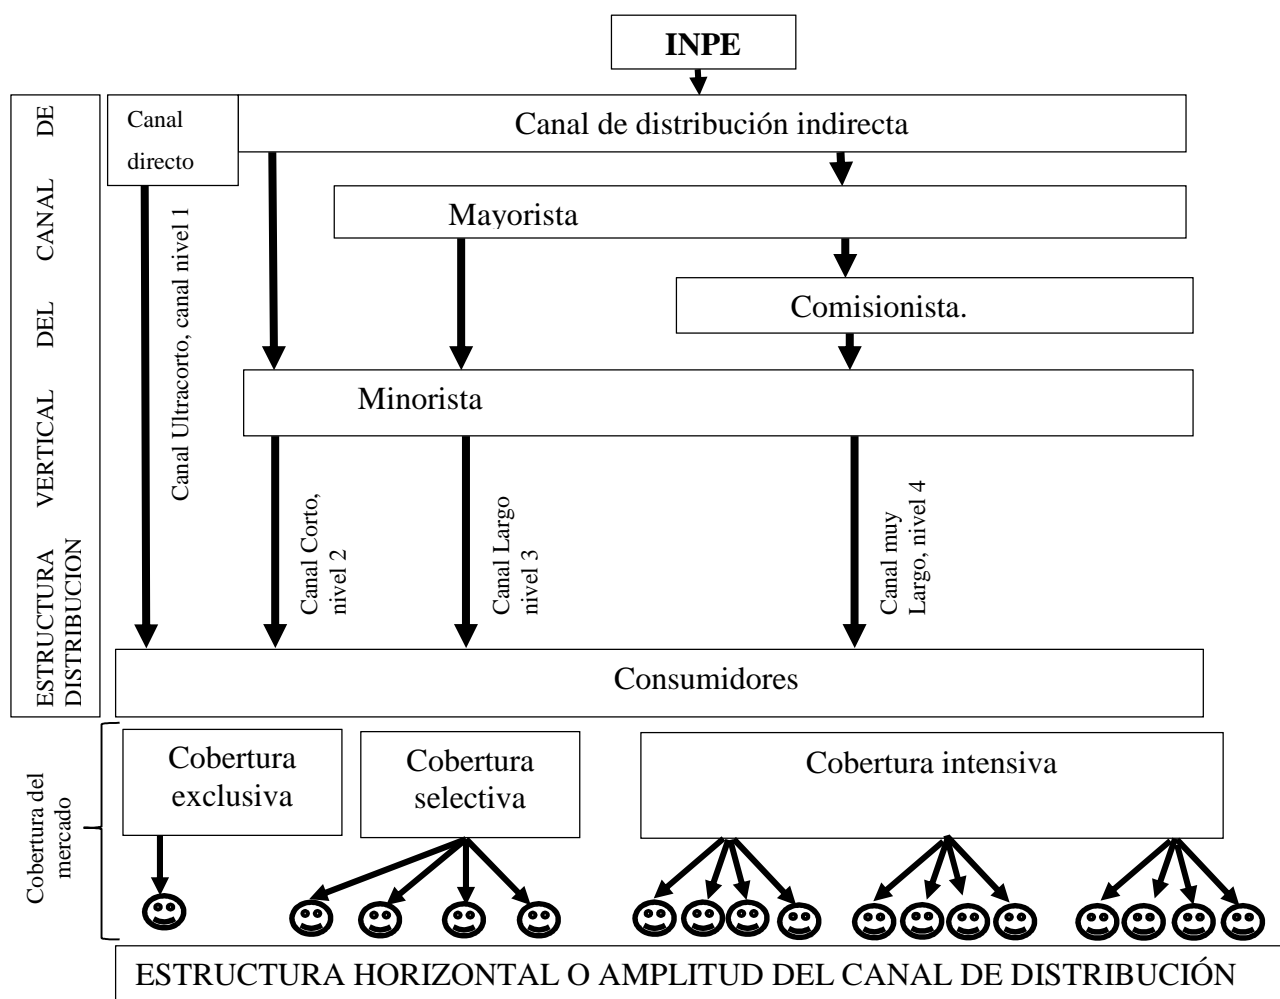 INPE
Canal
directo
Canal de distribución indirecta
Mayorista
Comisionista.
Minorista
ESTRUCTURA VERTICAL DEL CANAL DE
DISTRIBUCION
Canal Ultracorto, canal nivel 1
Canal Corto,
nivel 2
Canal Largo
nivel 3
Canal muy
Largo, nivel 4
Consumidores
Cobertura del
mercado
Cobertura
exclusiva
Cobertura
selectiva
Cobertura intensiva
ESTRUCTURA HORIZONTAL O AMPLITUD DEL CANAL DE DISTRIBUCIÓN